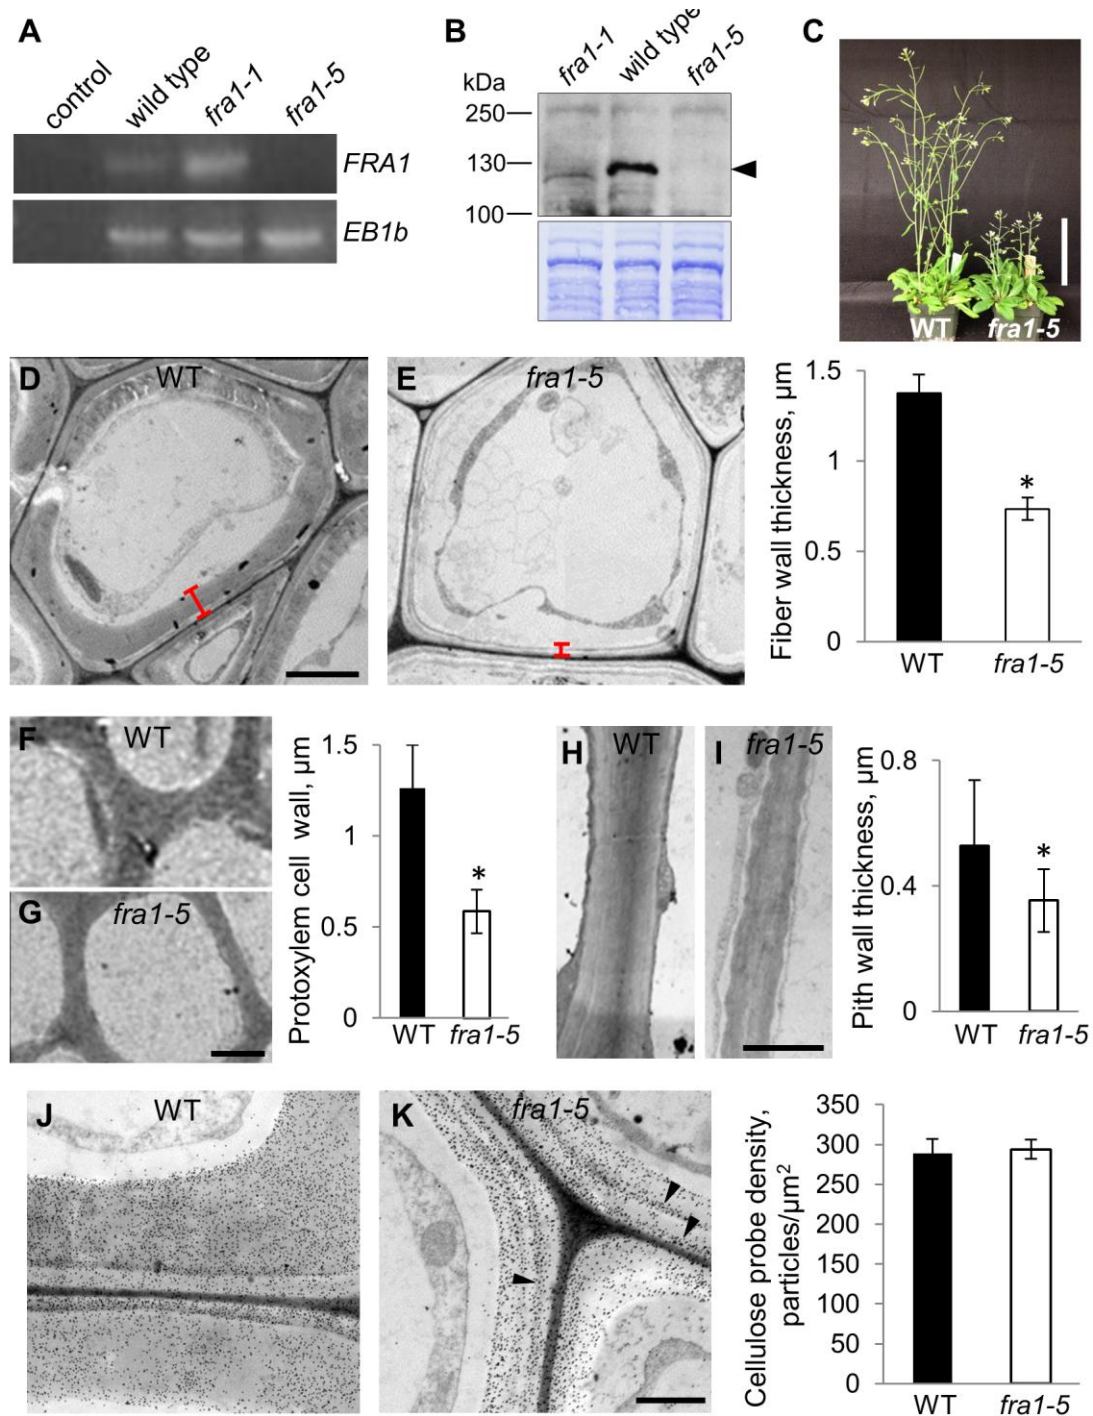 A
control
wild type
fra1-1
fra1-5
FRA1
EB1b
B
fra1-1
wild type
fra1-5
kDa
250
130
100
C
WT
fra1-5
D
WT
E
fra1-5
Fiber wall thickness, µm
1.5
1
0.5
0
WT
fra1-5
*
F
WT
G
fra1-5
Protoxylem cell wall, µm
1.5
1
0.5
0
WT
fra1-5
*
H
WT
I
fra1-5
Pith wall thickness, µm
0.8
0.4
0
WT
fra1-5
*
J
WT
K
fra1-5
Cellulose probe density,
particles/µm²
350
300
250
200
150
100
50
0
WT
fra1-5